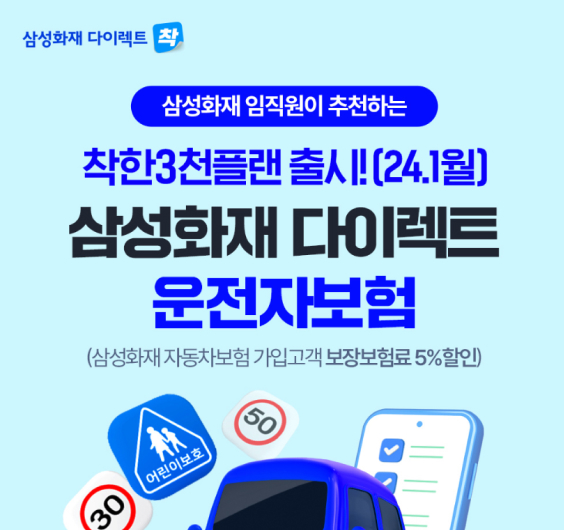 삼성화재 다이렉트 착
삼성화재 임직원이 추천하는
착한3천플랜 출시! (24.1월)
삼성화재 다이렉트
운전자보험
(삼성화재 자동차보험 가입고객 보장보험료 5%할인)
50
어린이보호
30